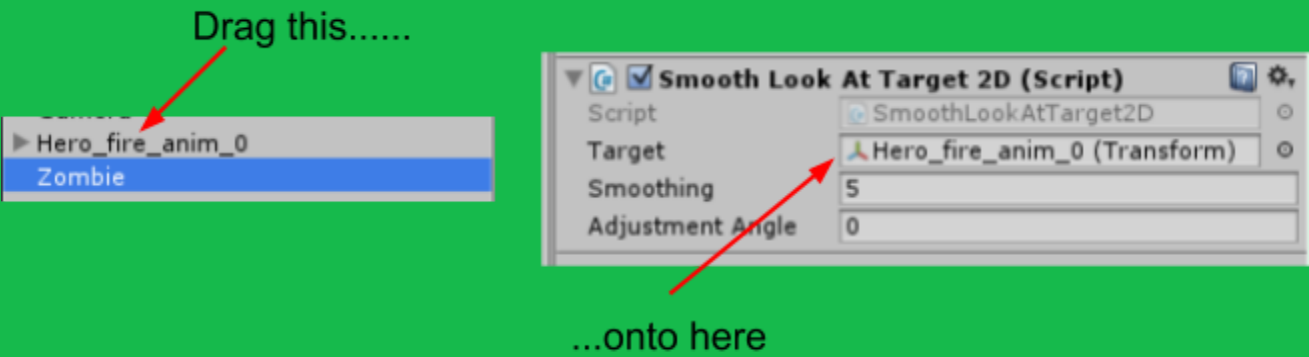 Drag this......
Hero_fire_anim_0
Zombie
Smooth Look At Target 2D (Script)
Script SmoothLookAtTarget2D
Target Hero_fire_anim_0 (Transform)
Smoothing 5
Adjustment Angle 0
...onto here